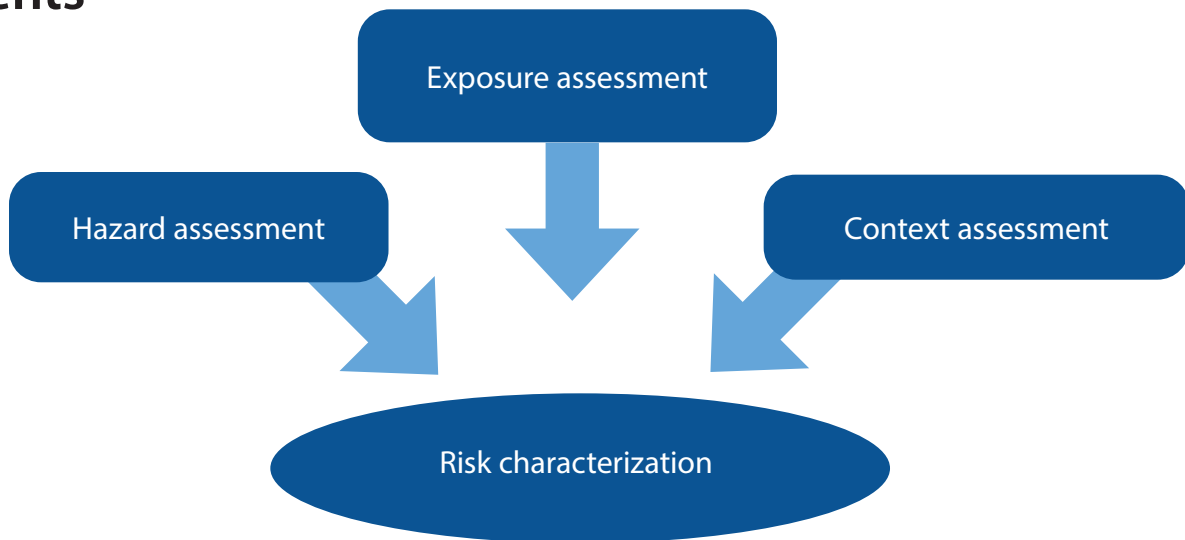 Exposure assessment
Hazard assessment
Context assessment
Risk characterization